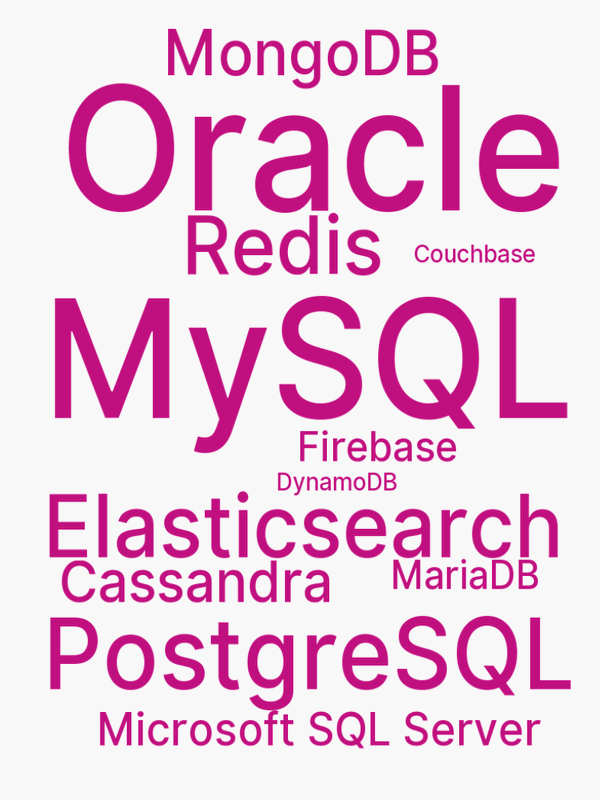 MongoDB
Oracle
Redis
Couchbase
MySQL
Firebase
DynamoDB
Elasticsearch
Cassandra
MariaDB
PostgreSQL
Microsoft SQL Server